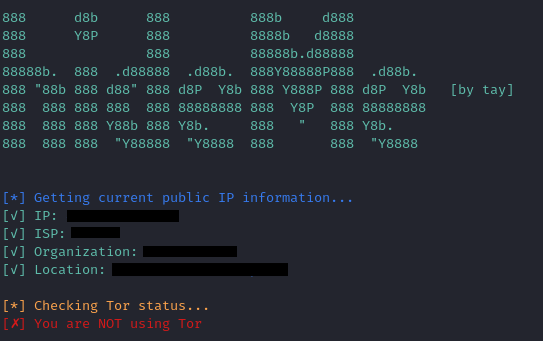 888      d8b      888          888b     d888
888      Y8P      888          8888b   d8888
888               888          88888b.d88888
88888b.  888  .d88888  .d88b.  888Y88888P888  .d88b.
888 "88b 888 d88" 888 d8P  Y8b 888 Y888P 888 d8P  Y8b   [by tay]
888  888 888 888  888 88888888 888  Y8P  888 88888888
888  888 888 Y88b 888 Y8b.     888   "   888 Y8b.
888  888 888  "Y88888  "Y8888  888       888  "Y8888
[*] Getting current public IP information...
[√] IP:
[√] ISP:
[√] Organization:
[√] Location:
[*] Checking Tor status...
[✗] You are NOT using Tor